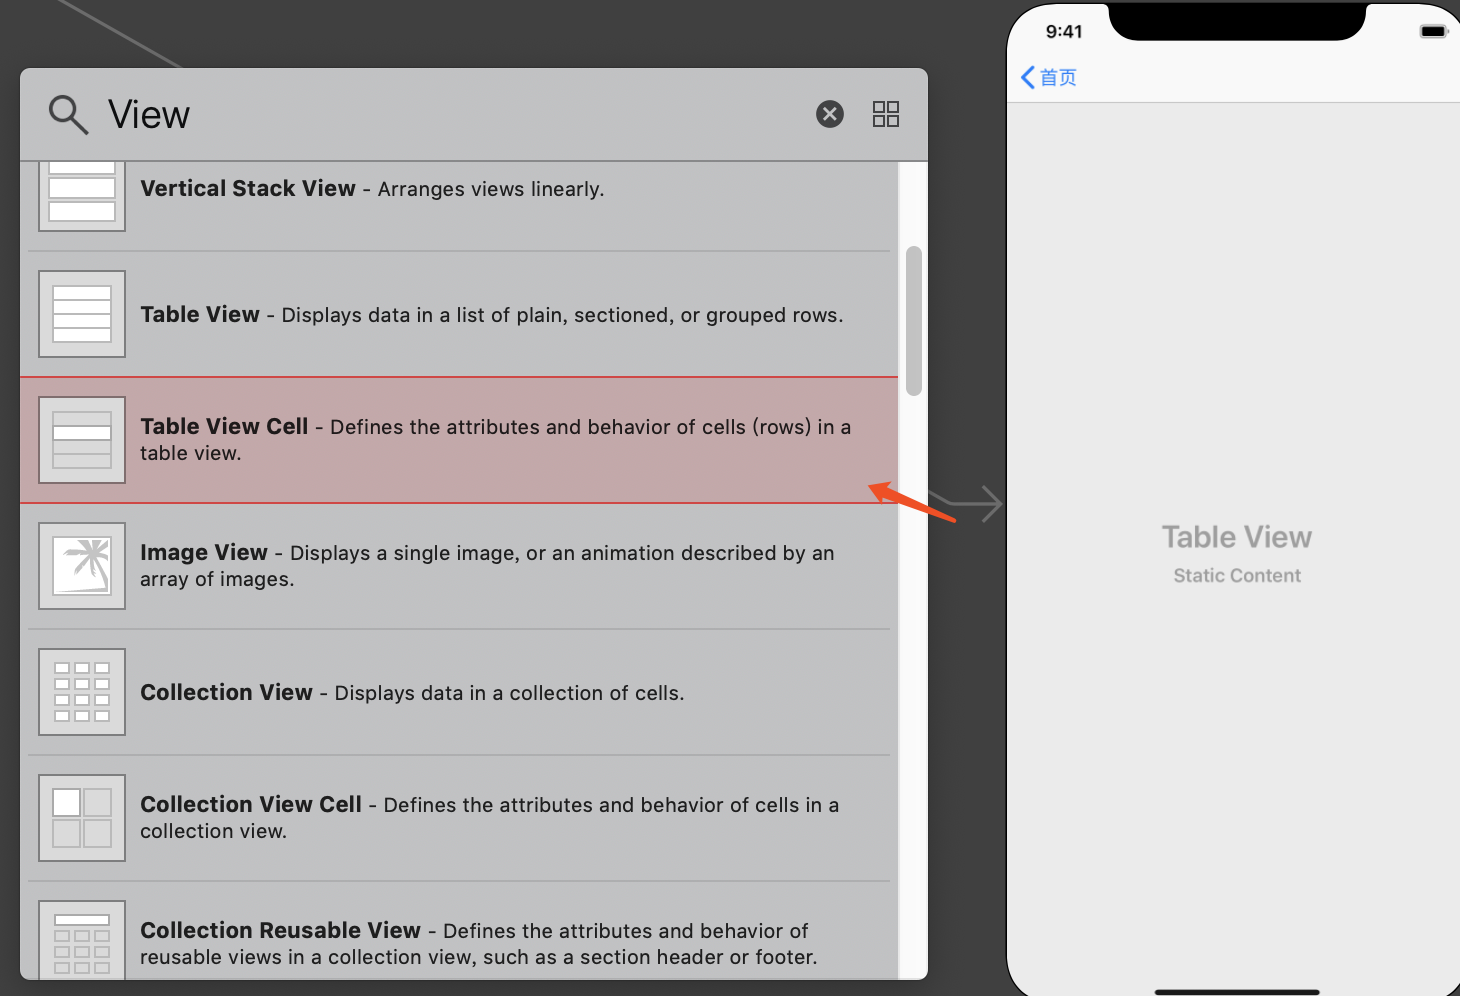 View
Vertical Stack View - Arranges views linearly.
Table View - Displays data in a list of plain, sectioned, or grouped rows.
Table View Cell - Defines the attributes and behavior of cells (rows) in a
table view.
Image View - Displays a single image, or an animation described by an
array of images.
Collection View - Displays data in a collection of cells.
Collection View Cell - Defines the attributes and behavior of cells in a
collection view.
Collection Reusable View - Defines the attributes and behavior of
reusable views in a collection view, such as a section header or footer.
9:41
首页
Table View
Static Content